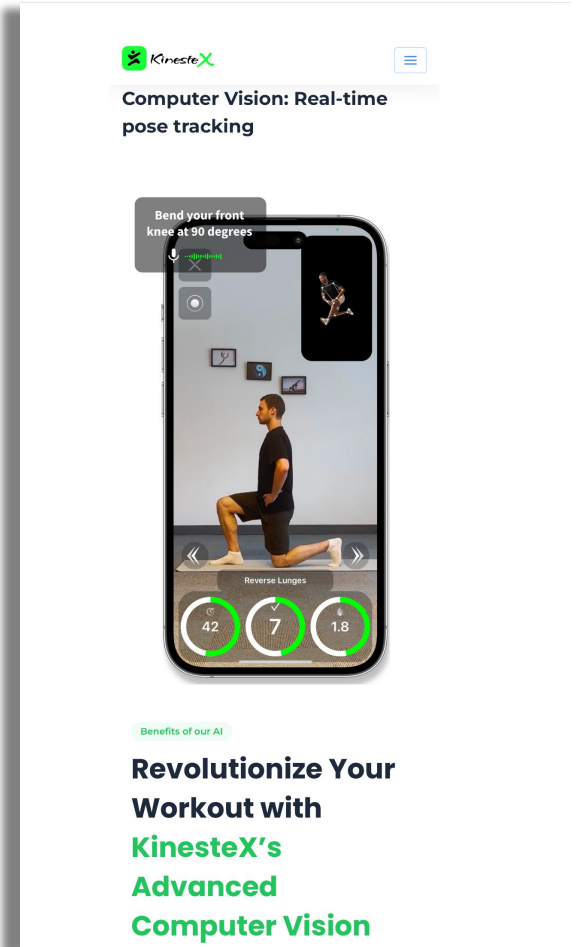 KinesteX
Computer Vision: Real-time
pose tracking
Bend your front
knee at 90 degrees
Reverse Lunges
42
7
1.8
Benefits of our AI
Revolutionize Your
Workout with
KinesteX’s
Advanced
Computer Vision